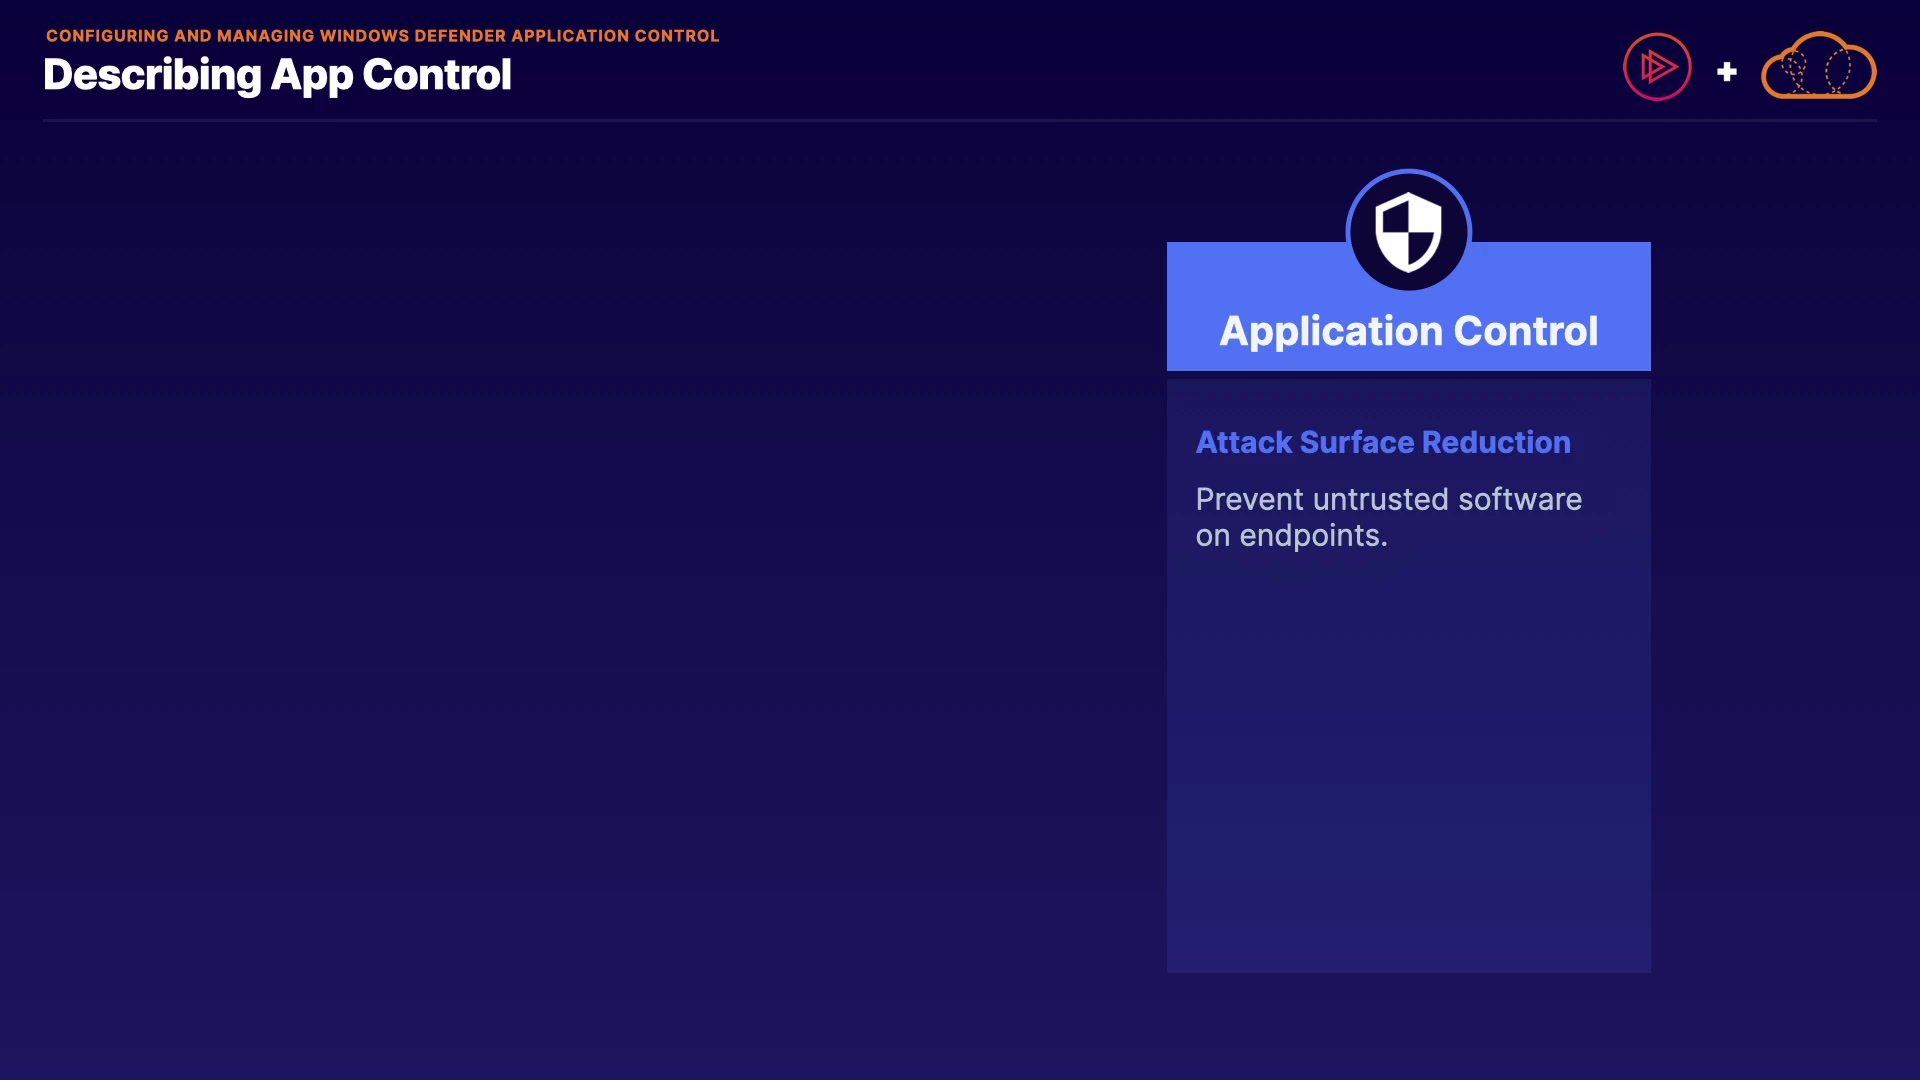 CONFIGURING AND MANAGING WINDOWS DEFENDER APPLICATION CONTROL
Describing App Control
Application Control
Attack Surface Reduction
Prevent untrusted software
on endpoints.